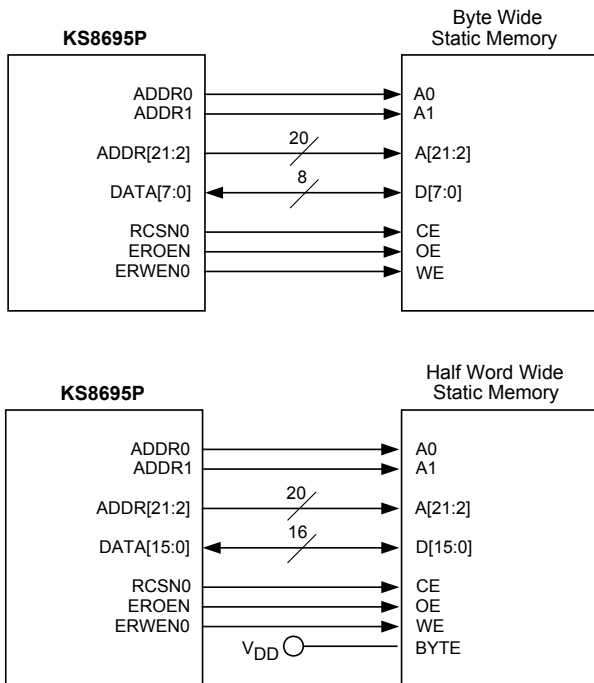 KS8695P
Byte Wide
Static Memory
ADDR0
A0
ADDR1
A1
ADDR[21:2]
20
A[21:2]
DATA[7:0]
8
D[7:0]
RCSN0
CE
EROEN
OE
ERWEN0
WE
KS8695P
Half Word Wide
Static Memory
ADDR0
A0
ADDR1
A1
ADDR[21:2]
20
A[21:2]
DATA[15:0]
16
D[15:0]
RCSN0
CE
EROEN
OE
ERWEN0
WE
VDD
BYTE